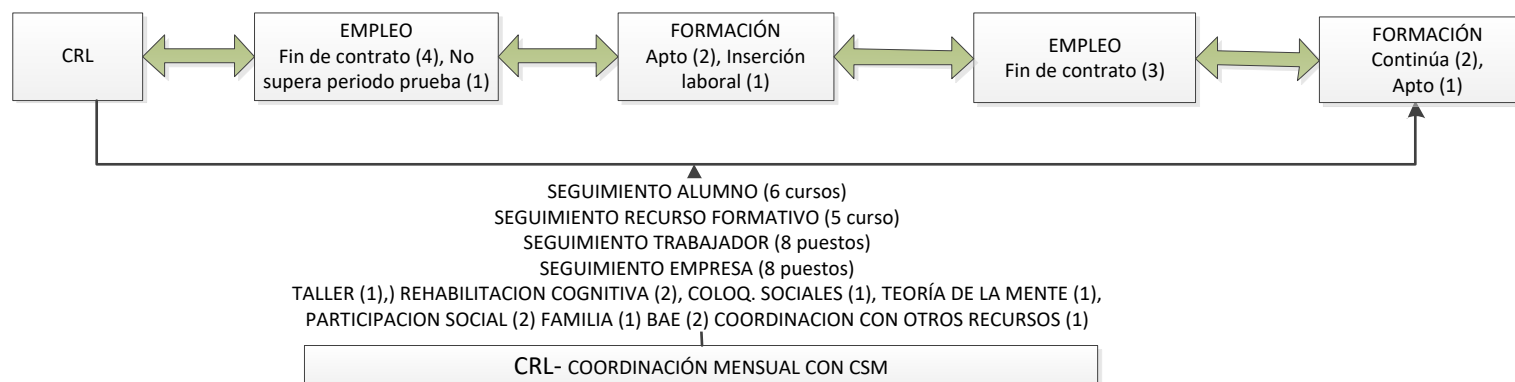 CRL
EMPLEO
Fin de contrato (4), No
supera periodo prueba (1)
FORMACIÓN
Apto (2), Inserción
laboral (1)
EMPLEO
Fin de contrato (3)
FORMACIÓN
Continúa (2),
Apto (1)
SEGUIMIENTO ALUMNO (6 cursos)
SEGUIMIENTO RECURSO FORMATIVO (5 curso)
SEGUIMIENTO TRABAJADOR (8 puestos)
SEGUIMIENTO EMPRESA (8 puestos)
TALLER (1),) REHABILITACION COGNITIVA (2), COLOQ. SOCIALES (1), TEORÍA DE LA MENTE (1),
PARTICIPACION SOCIAL (2) FAMILIA (1) BAE (2) COORDINACION CON OTROS RECURSOS (1)
CRL- COORDINACIÓN MENSUAL CON CSM